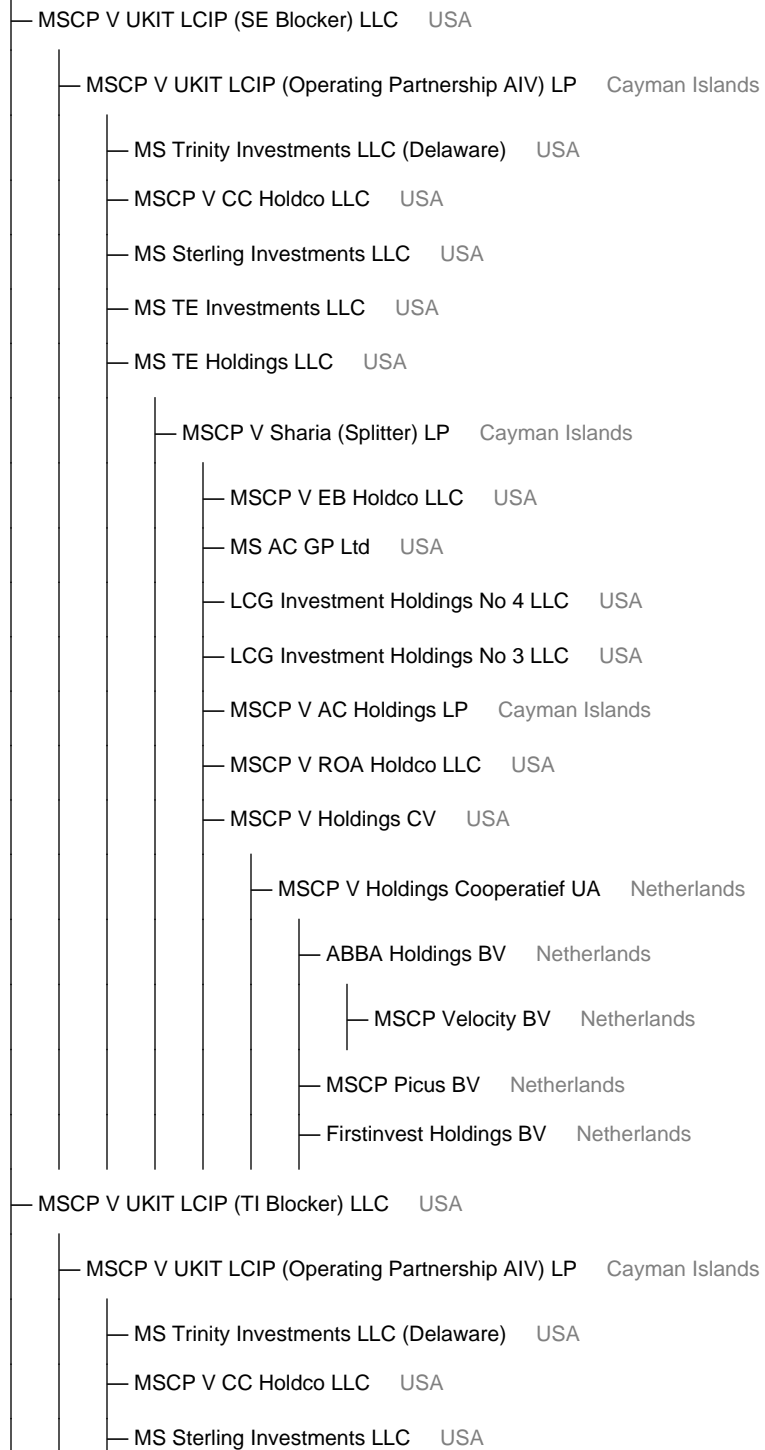 MSCP V UKIT LCIP (SE Blocker) LLC USA
MSCP V UKIT LCIP (Operating Partnership AIV) LP Cayman Islands
MS Trinity Investments LLC (Delaware) USA
MSCP V CC Holdco LLC USA
MS Sterling Investments LLC USA
MS TE Investments LLC USA
MS TE Holdings LLC USA
MSCP V Sharia (Splitter) LP Cayman Islands
MSCP V EB Holdco LLC USA
MS AC GP Ltd USA
LCG Investment Holdings No 4 LLC USA
LCG Investment Holdings No 3 LLC USA
MSCP V AC Holdings LP Cayman Islands
MSCP V ROA Holdco LLC USA
MSCP V Holdings CV USA
MSCP V Holdings Cooperatief UA Netherlands
ABBA Holdings BV Netherlands
MSCP Velocity BV Netherlands
MSCP Picus BV Netherlands
Firstinvest Holdings BV Netherlands
MSCP V UKIT LCIP (TI Blocker) LLC USA
MSCP V UKIT LCIP (Operating Partnership AIV) LP Cayman Islands
MS Trinity Investments LLC (Delaware) USA
MSCP V CC Holdco LLC USA
MS Sterling Investments LLC USA